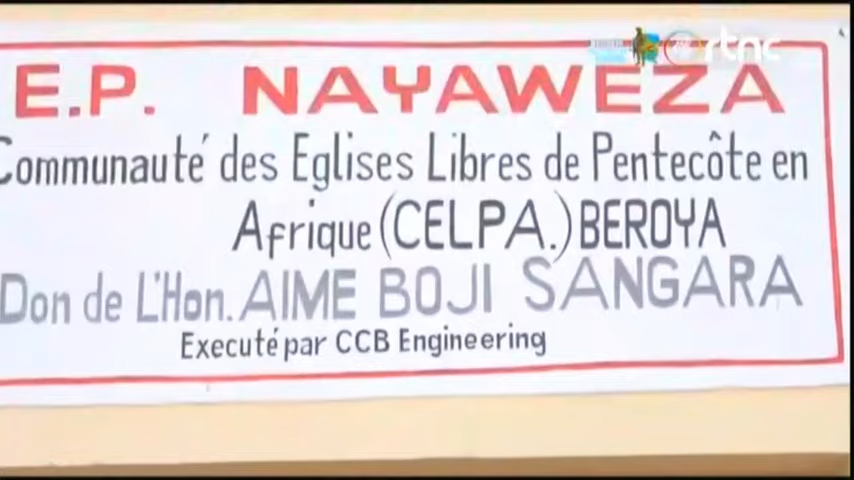 rtnc
E.P. NAYAWEZA
Communauté des Eglises Libres de Pentecôte en
Afrique (CELPA.) BEROYA
Don de L'Hon. AIME BOJI SANGARA
Executé par CCB Engineering